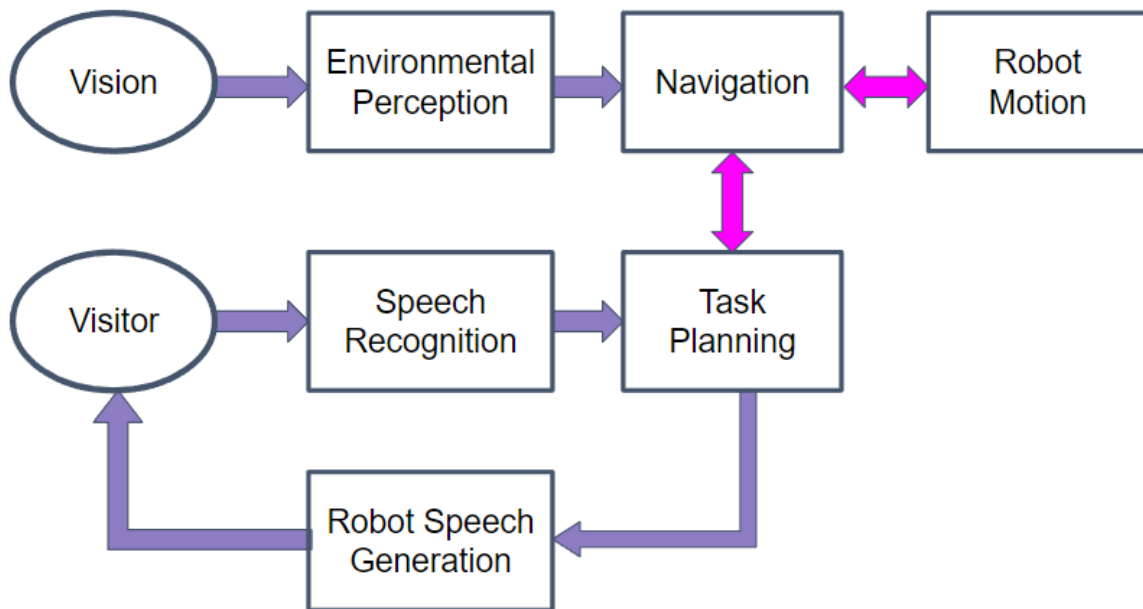 Vision
Environmental
Perception
Navigation
Robot
Motion
Visitor
Speech
Recognition
Task
Planning
Robot Speech
Generation